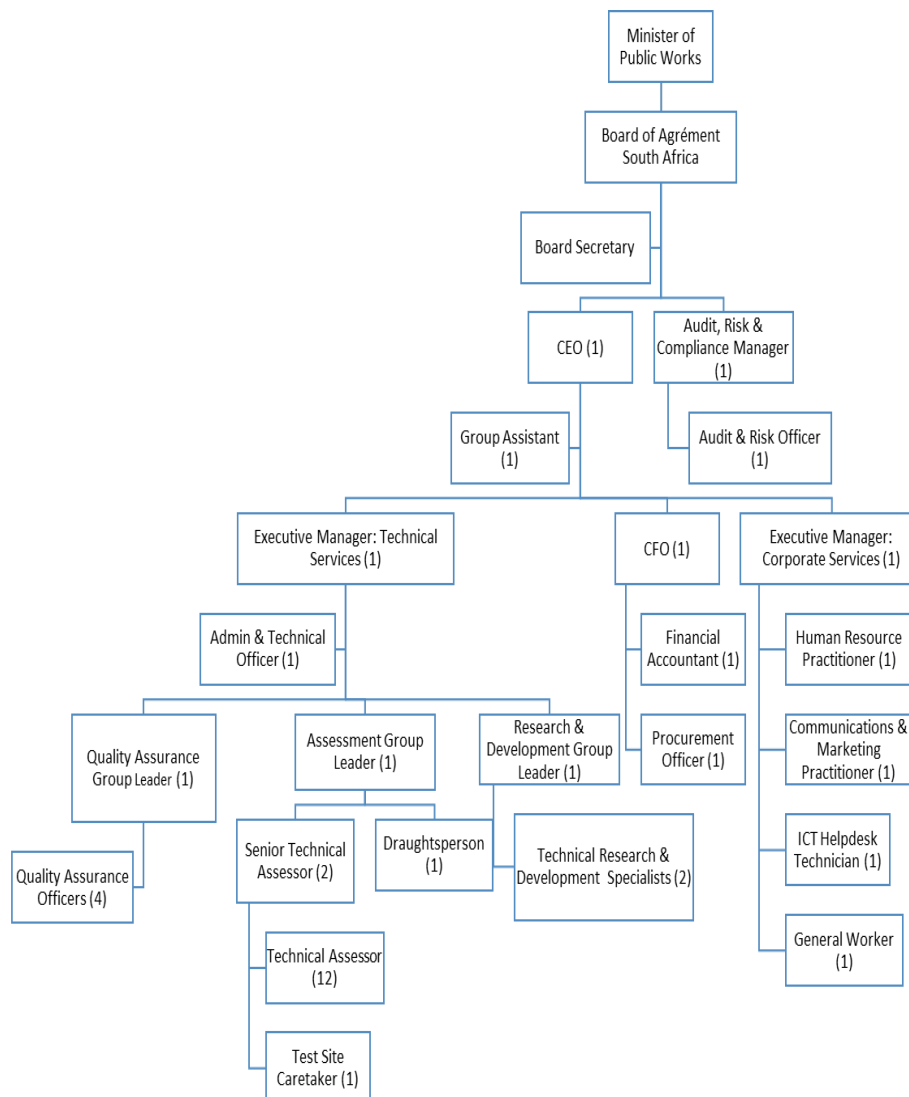 Minister of
Public Works
Board of Agrément
South Africa
Board Secretary
CEO (1)
Audit, Risk &
Compliance Manager
(1)
Group Assistant
(1)
Audit & Risk Officer
(1)
Executive Manager: Technical
Services (1)
CFO (1)
Executive Manager:
Corporate Services (1)
Admin & Technical
Officer (1)
Financial
Accountant (1)
Human Resource
Practitioner (1)
Quality Assurance
Group Leader (1)
Assessment Group
Leader (1)
Research &
Development Group
Leader (1)
Procurement
Officer (1)
Communications &
Marketing
Practitioner (1)
Quality Assurance
Officers (4)
Senior Technical
Assessor (2)
Draughtsperson
(1)
Technical Research &
Development Specialists (2)
ICT Helpdesk
Technician (1)
Technical Assessor
(12)
General Worker
(1)
Test Site
Caretaker (1)